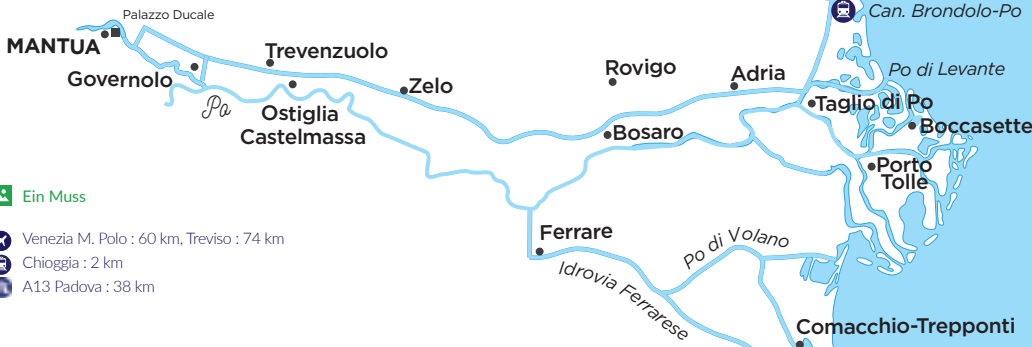 Palazzo Ducale
Can. Brondolo-Po
MANTUA
Trevenzuolo
Governolo
Rovigo
Adria
Po di Levante
Zelo
Po
Ostiglia
Castelmassa
Taglio di Po
Boccasette
Bosaro
Porto
Tolle
Ein Muss
Venezia M. Polo : 60 km, Treviso : 74 km
Chioggia : 2 km
A13 Padova : 38 km
Ferrare
Po di Volano
Idrovia Ferrarese
Comacchio-Trepponti